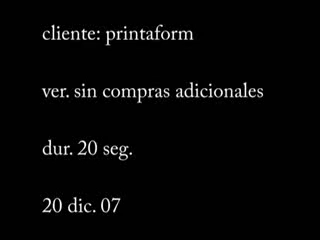 cliente: printaform
ver. sin compras adicionales
dur. 20 seg.
20 dic. 07